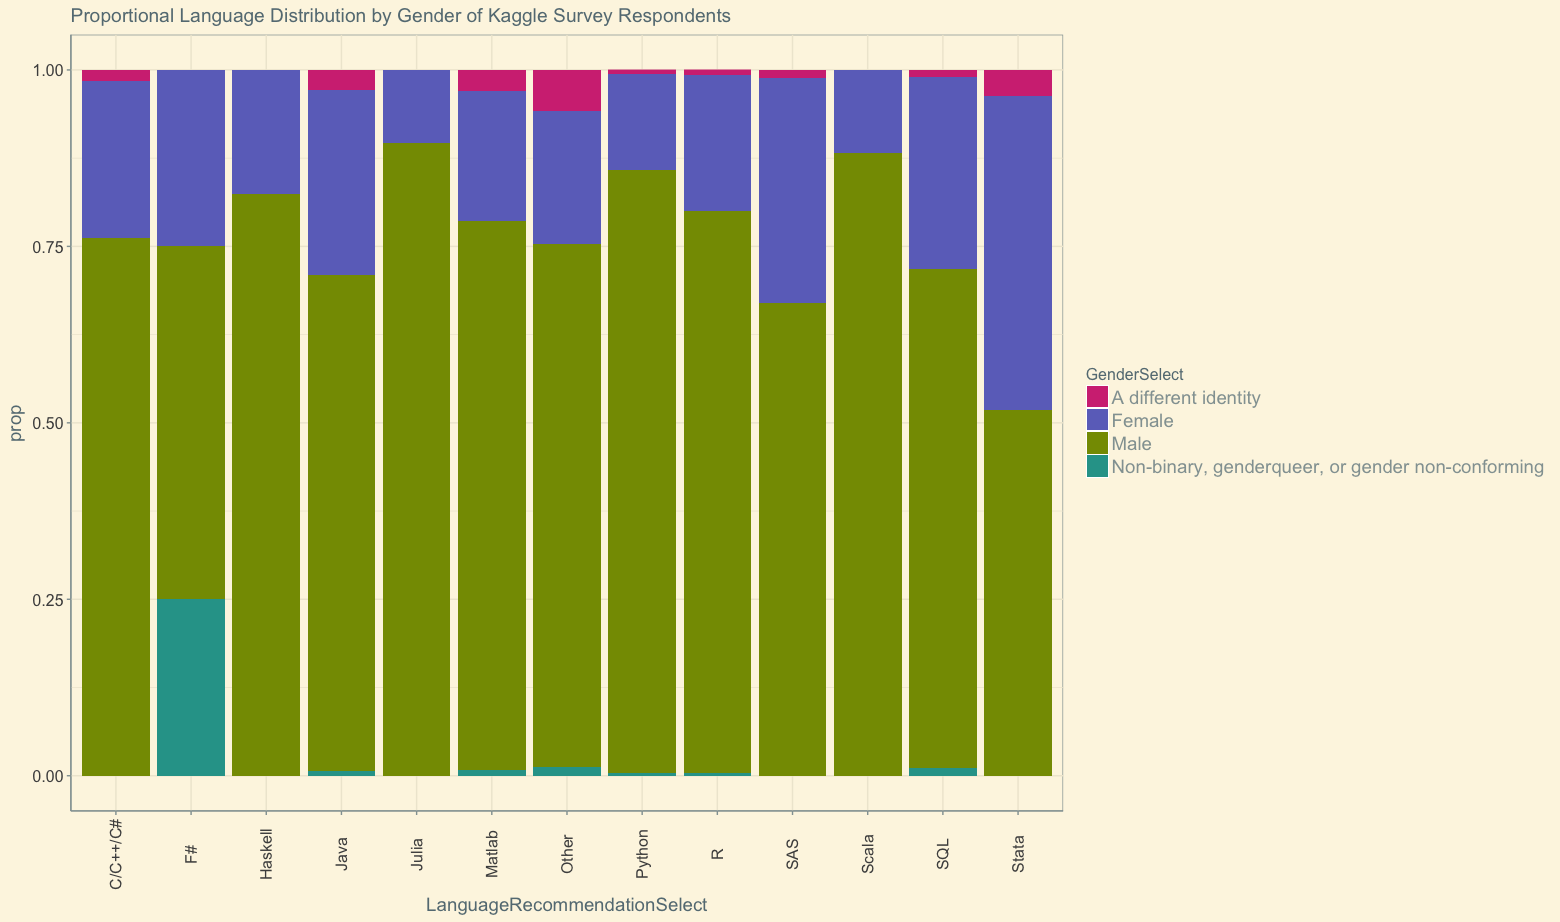 Proportional Language Distribution by Gender of Kaggle Survey Respondents
1.00
0.75
0.50
0.25
0.00
prop
C/C++/C#
F#
Haskell
Java
Julia
Matlab
Other
Python
R
SAS
Scala
SQL
Stata
LanguageRecommendationSelect
GenderSelect
A different identity
Female
Male
Non-binary, genderqueer, or gender non-conforming